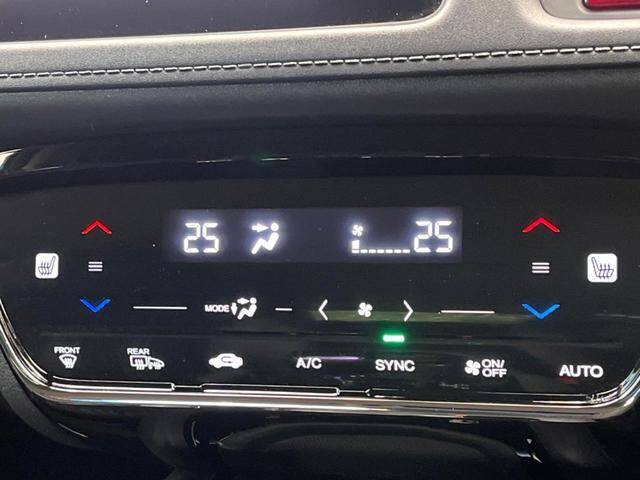 25 25
MODE
FRONT REAR A/C SYNC ON/OFF AUTO